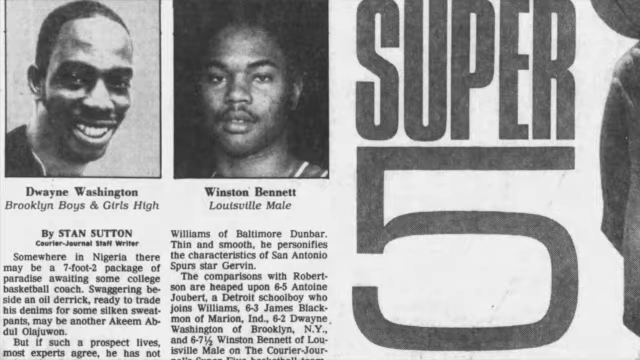 SUPER
5
Dwayne Washington
Brooklyn Boys & Girls High
Winston Bennett
Louisville Male
By STAN SUTTON
Courier-Journal Staff Writer
Somewhere in Nigeria there
may be a 7-foot-2 package of
paradise awaiting some college
basketball coach. Swaggering be-
side an oil derrick, ready to trade
his denims for some silken sweat-
pants, may be another Akeem Ab-
dul Olajuwon.
But if such a prospect lives,
most experts agree, he has not
Williams of Baltimore Dunbar.
Thin and smooth, he personifies
the characteristics of San Antonio
Spurs star Gervin.
The comparisons with Robert-
son are heaped upon 6-5 Antoine
Joubert, a Detroit schoolboy who
joins Williams, 6-3 James Black-
mon of Marion, Ind., 6-2 Dwayne
Washington of Brooklyn, N.Y.,
and 6-7½ Winston Bennett of Lou-
isville Male on The Courier-Jour-
nal's Super Five basketball team